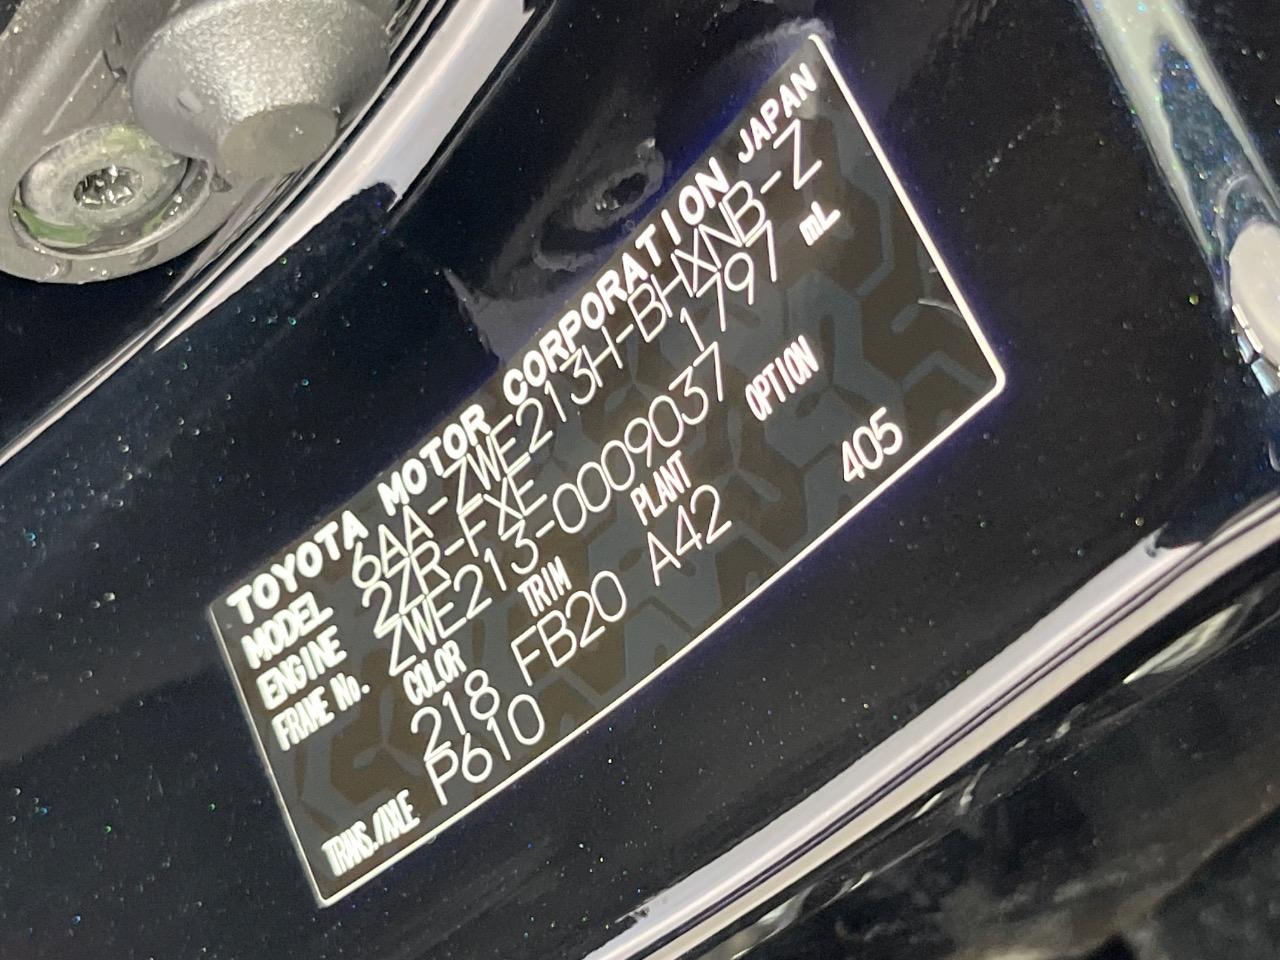 TOYOTA MOTOR CORPORATION JAPAN
MODEL 6AA-ZWE213H-BHXNB-Z
ENGINE 2ZR-FXE 1797 mL
FRAME No. ZWE213-0009037
COLOR TRIM PLANT OPTION
218 FB20 A42 405
TRANS./AXLE P610